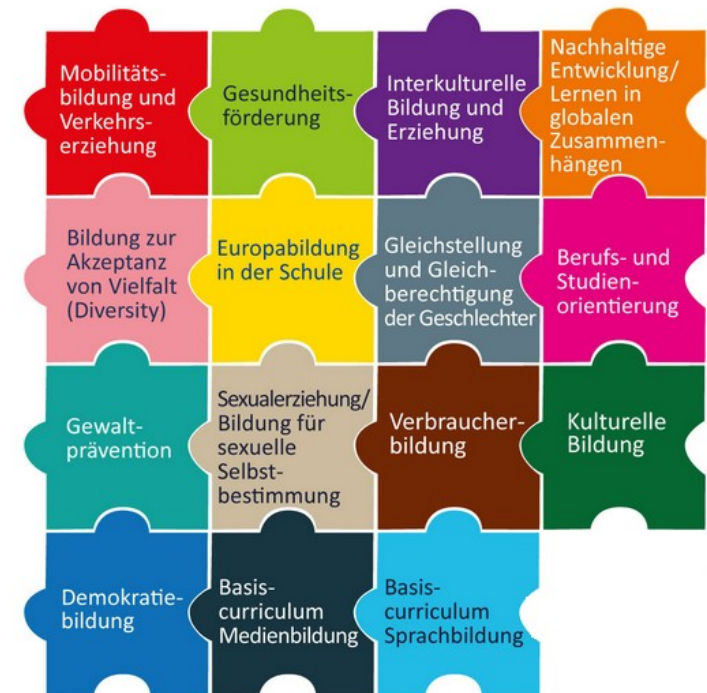 Mobilitäts-
bildung und
Verkehrs-
erziehung
Gesundheits-
förderung
Interkulturelle
Bildung und
Erziehung
Nachhaltige
Entwicklung/
Lernen in
globalen
Zusammen-
hängen
Bildung zur
Akzeptanz
von Vielfalt
(Diversity)
Europabildung
in der Schule
Gleichstellung
und Gleich-
berechtigung
der Geschlechter
Berufs- und
Studien-
orientierung
Gewalt-
prävention
Sexualerziehung/
Bildung für
sexuelle
Selbst-
bestimmung
Verbraucher-
bildung
Kulturelle
Bildung
Demokratie-
bildung
Basis-
curriculum
Medienbildung
Basis-
curriculum
Sprachbildung